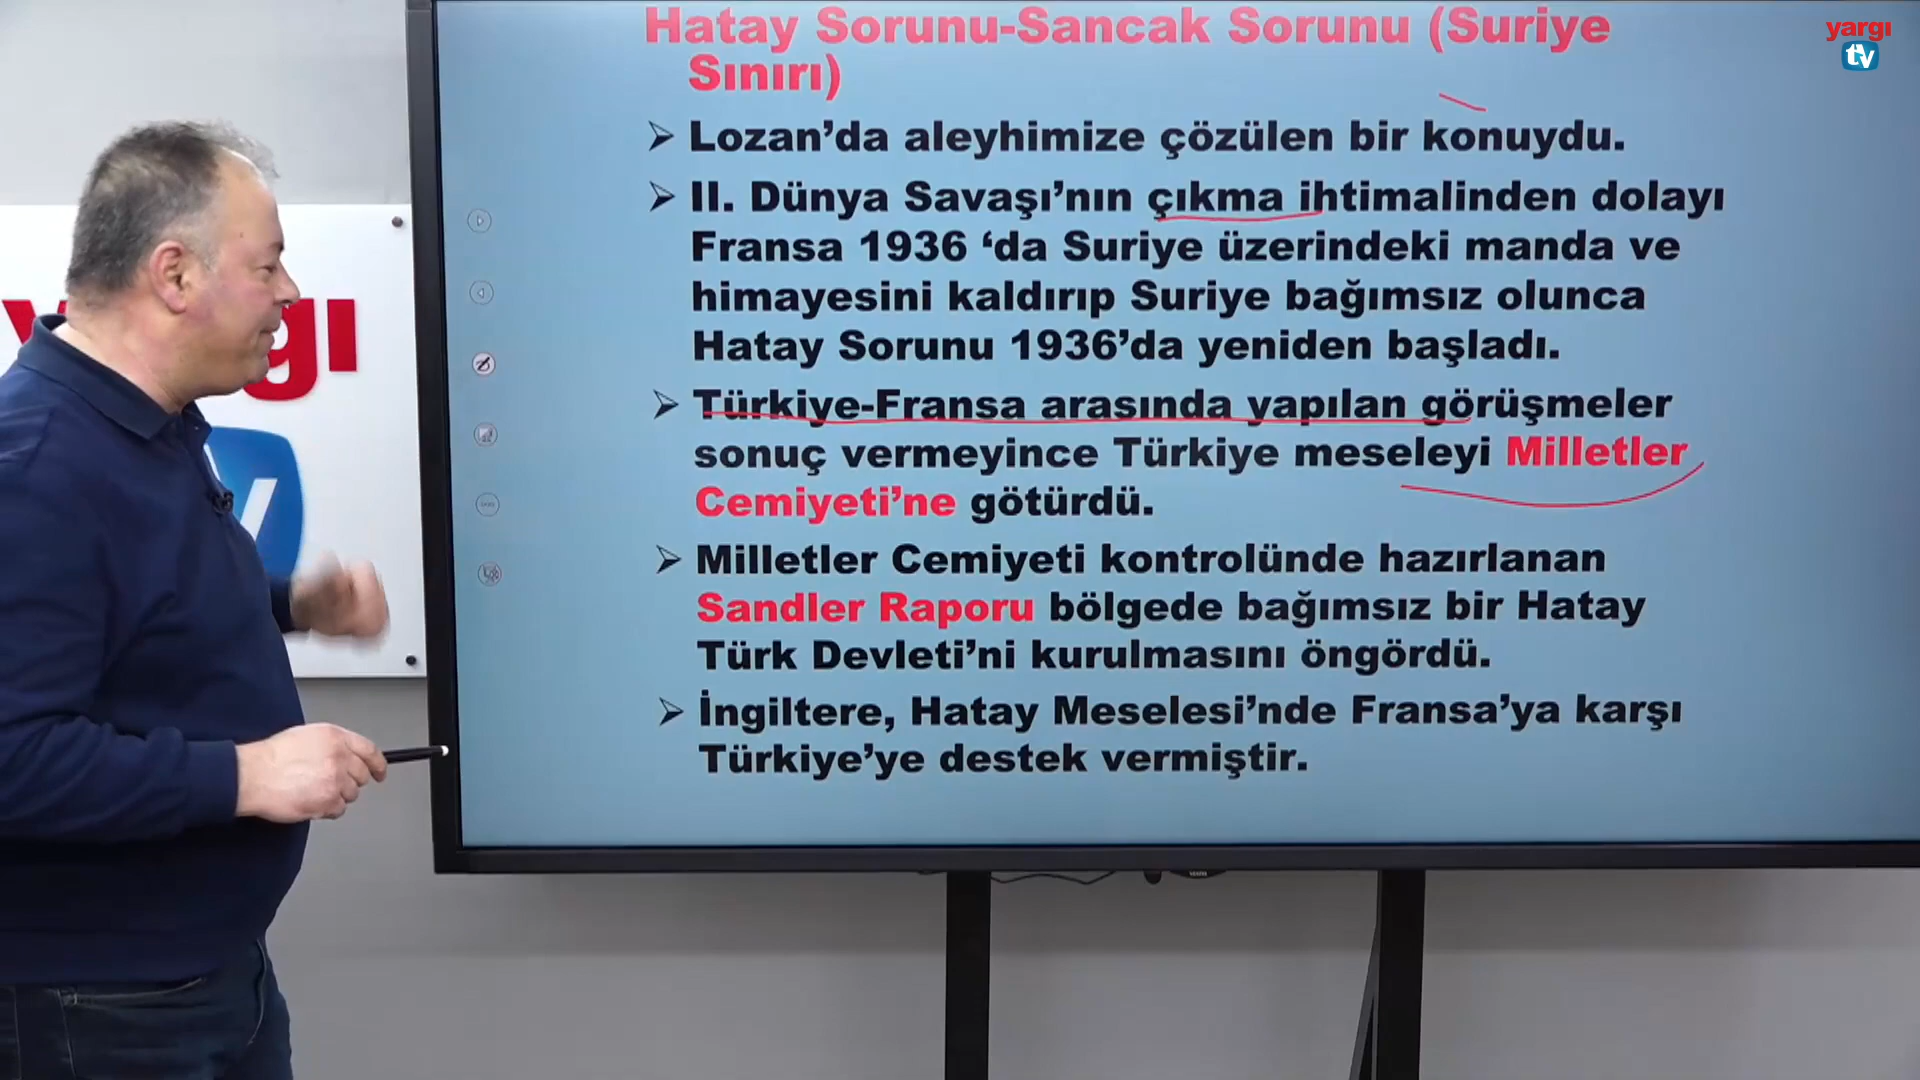 Hatay Sorunu-Sancak Sorunu (Suriye
Sınırı)
Lozan’da aleyhimize çözülen bir konuydu.
II. Dünya Savaşı’nın çıkma ihtimalinden dolayı
Fransa 1936 ‘da Suriye üzerindeki manda ve
himayesini kaldırıp Suriye bağımsız olunca
Hatay Sorunu 1936’da yeniden başladı.
Türkiye-Fransa arasında yapılan görüşmeler
sonuç vermeyince Türkiye meseleyi Milletler
Cemiyeti’ne götürdü.
Milletler Cemiyeti kontrolünde hazırlanan
Sandler Raporu bölgede bağımsız bir Hatay
Türk Devleti’ni kurulmasını öngördü.
İngiltere, Hatay Meselesi’nde Fransa’ya karşı
Türkiye’ye destek vermiştir.
yargı
tv